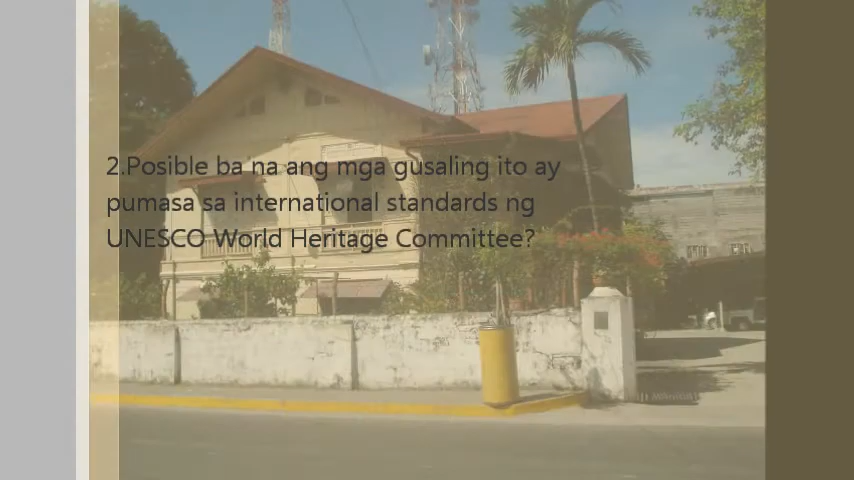 2.Posible ba na ang mga gusaling ito ay
pumasa sa international standards ng
UNESCO World Heritage Committee?